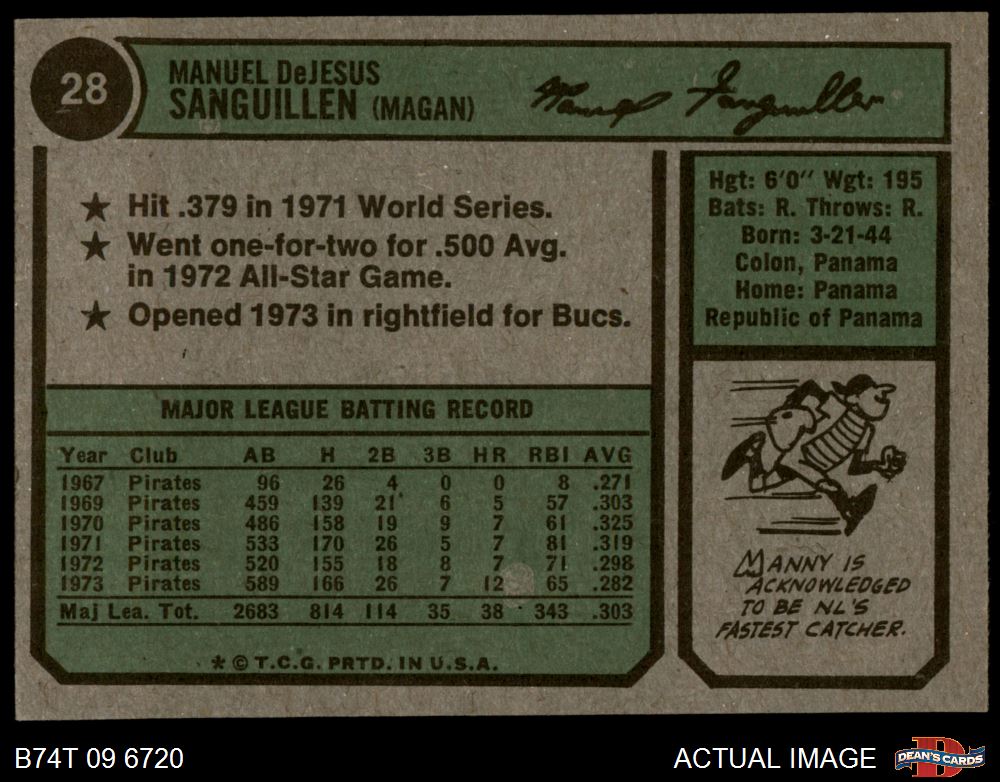 28
MANUEL DeJESUS
SANGUILLEN (MAGAN)
Manuel Sanguillen
★ Hit .379 in 1971 World Series.
★ Went one-for-two for .500 Avg.
in 1972 All-Star Game.
★ Opened 1973 in rightfield for Bucs.
Hgt: 6'0" Wgt: 195
Bats: R. Throws: R.
Born: 3-21-44
Colon, Panama
Home: Panama
Republic of Panama
MAJOR LEAGUE BATTING RECORD
Year Club AB H 2B 3B HR RBI AVG
1967 Pirates 96 26 4 0 0 8 .271
1969 Pirates 459 139 21* 6 5 57 .303
1970 Pirates 486 158 19 9 7 61 .325
1971 Pirates 533 170 26 5 7 81 .319
1972 Pirates 520 155 18 8 7 71 .298
1973 Pirates 589 166 26 7 12 65 .282
Maj Lea. Tot. 2683 814 114 35 38 343 .303
* © T.C.G. PRTD. IN U.S.A.
MANNY IS
ACKNOWLEDGED
TO BE NL'S
FASTEST CATCHER.
B74T 09 6720
ACTUAL IMAGE
D
DEAN'S CARDS